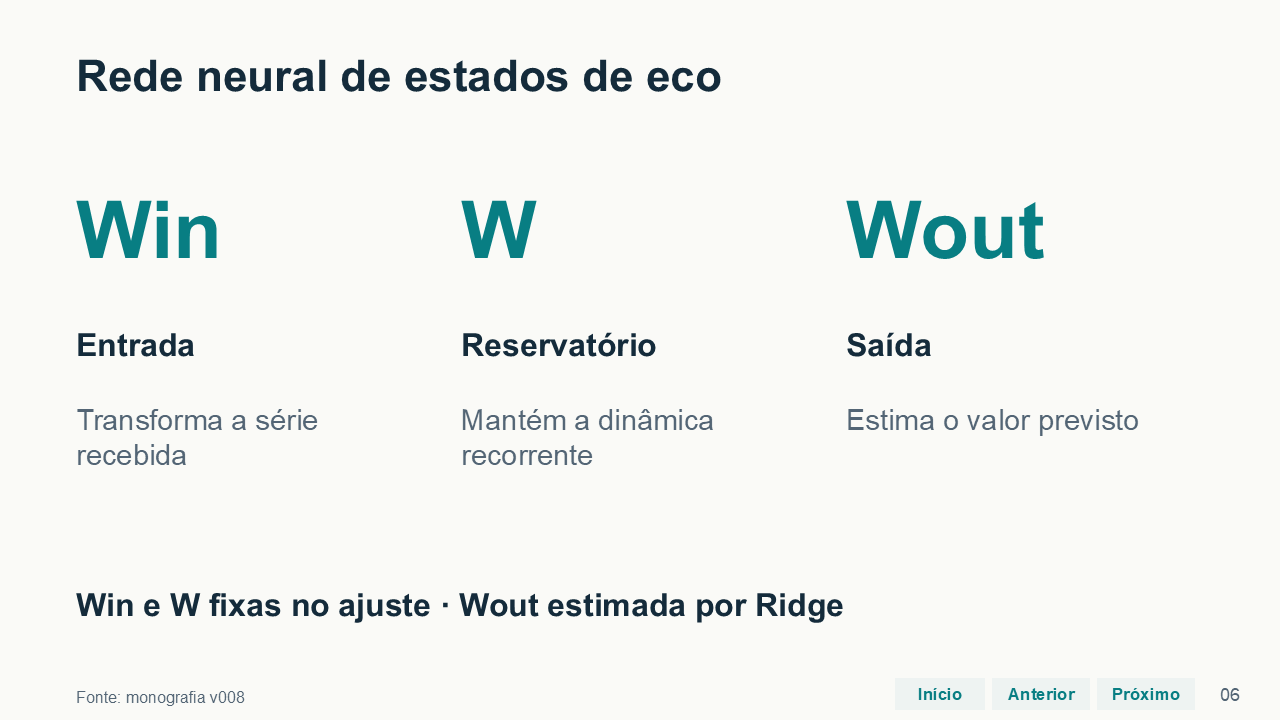 Rede neural de estados de eco
Win
W
Wout
Entrada
Reservatório
Saída
Transforma a série
recebida
Mantém a dinâmica
recorrente
Estima o valor previsto
Win e W fixas no ajuste · Wout estimada por Ridge
Fonte: monografia v008
Início
Anterior
Próximo
06